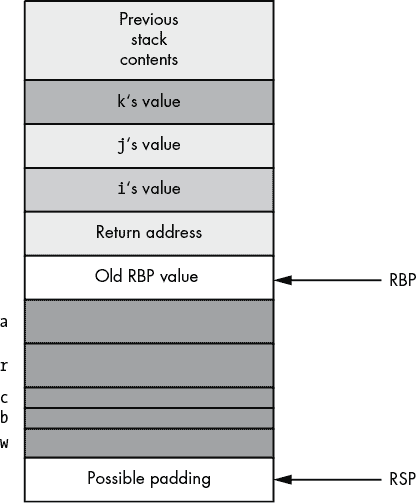 Previous
stack
contents
k‘s value
j‘s value
i‘s value
Return address
Old RBP value
RBP
a
r
c
b
w
Possible padding
RSP